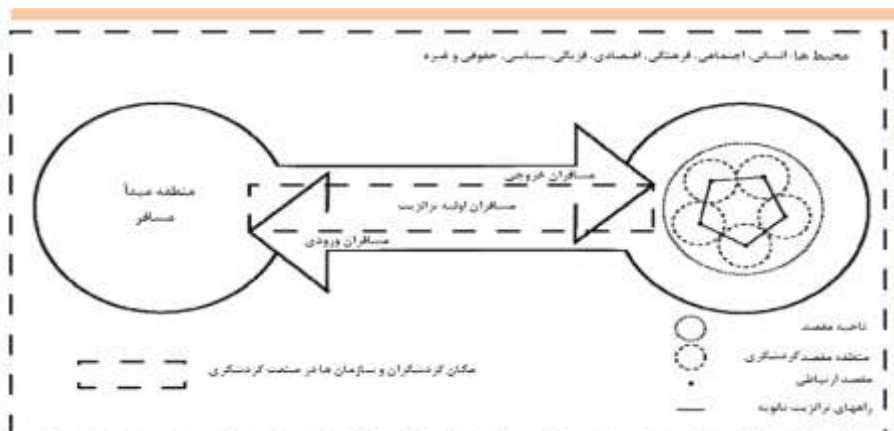 محیط ها: انسانی، اجتماعی، فرهنگی، اقتصادی، فزیکی، سیاسی، حقوقی و غیره
مسافران خروجی
منطقه مبدأ
مسافر
مسافران اولیه ترانزیت
مسافران ورودی
ناحیه مقصد
منطقه مقصد گردشگری
مقصد ارتباطی
راههای ترانزیت ثانویه
مکان گردشگران و سازمان ها در صنعت گردشگری